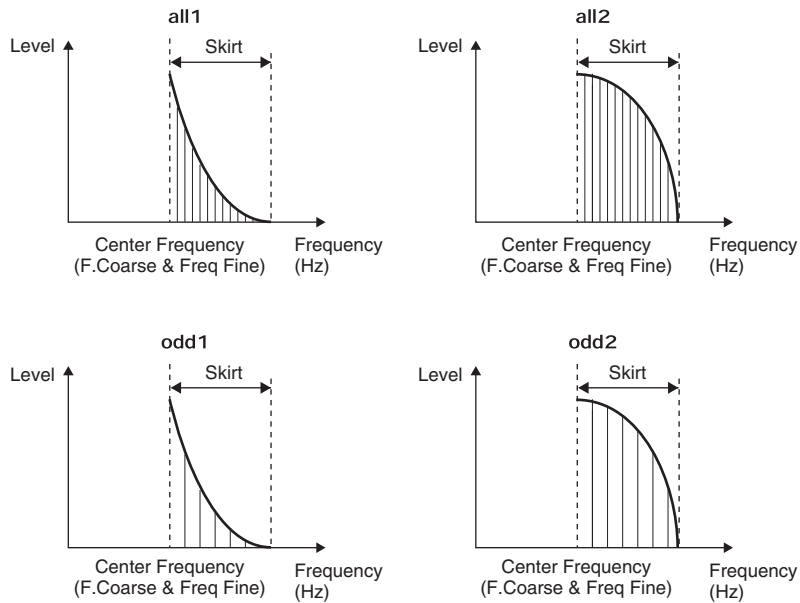 all1
Level
Skirt
Center Frequency
(F.Coarse & Freq Fine)
Frequency
(Hz)
all2
Level
Skirt
Center Frequency
(F.Coarse & Freq Fine)
Frequency
(Hz)
odd1
Level
Skirt
Center Frequency
(F.Coarse & Freq Fine)
Frequency
(Hz)
odd2
Level
Skirt
Center Frequency
(F.Coarse & Freq Fine)
Frequency
(Hz)